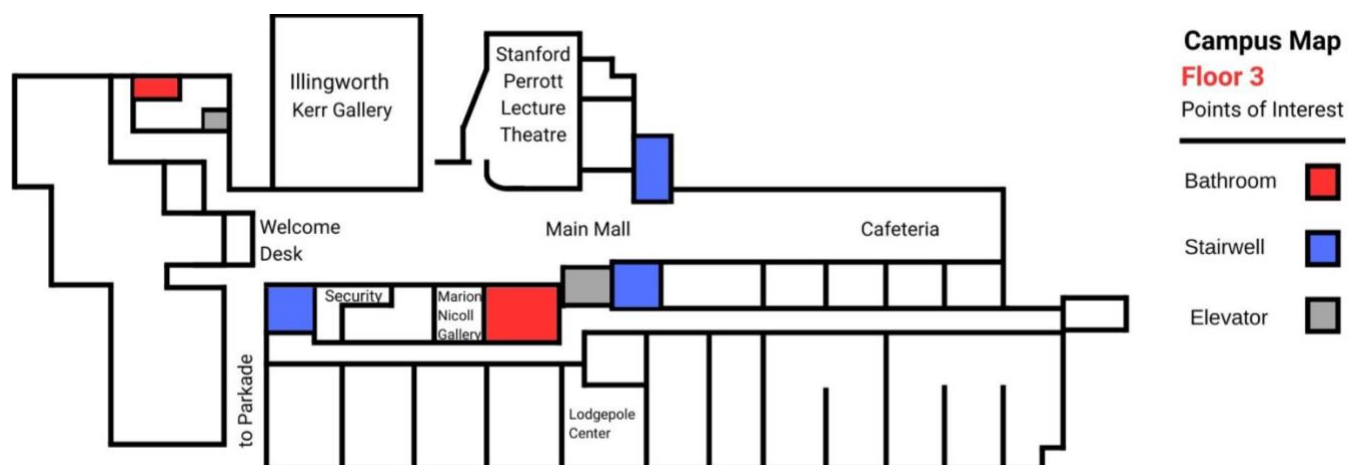 Illingworth
Kerr Gallery
Stanford
Perrott
Lecture
Theatre
Welcome
Desk
Main Mall
Cafeteria
Security
Marion
Nicoll
Gallery
to Parkade
Lodgepole
Center
Campus Map
Floor 3
Points of Interest
Bathroom
Stairwell
Elevator